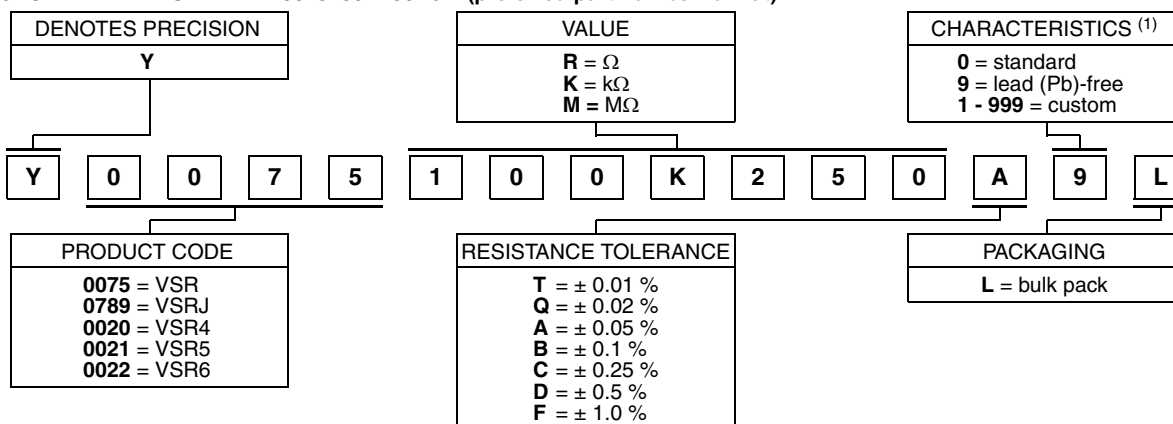 DENOTES PRECISION
Y
VALUE
R = Ω
K = kΩ
M = MΩ
CHARACTERISTICS (1)
0 = standard
9 = lead (Pb)-free
1 - 999 = custom
Y 0 0 7 5 1 0 0 K 2 5 0 A 9 L
PRODUCT CODE
0075 = VSR
0789 = VSRJ
0020 = VSR4
0021 = VSR5
0022 = VSR6
RESISTANCE TOLERANCE
T = ± 0.01 %
Q = ± 0.02 %
A = ± 0.05 %
B = ± 0.1 %
C = ± 0.25 %
D = ± 0.5 %
F = ± 1.0 %
PACKAGING
L = bulk pack